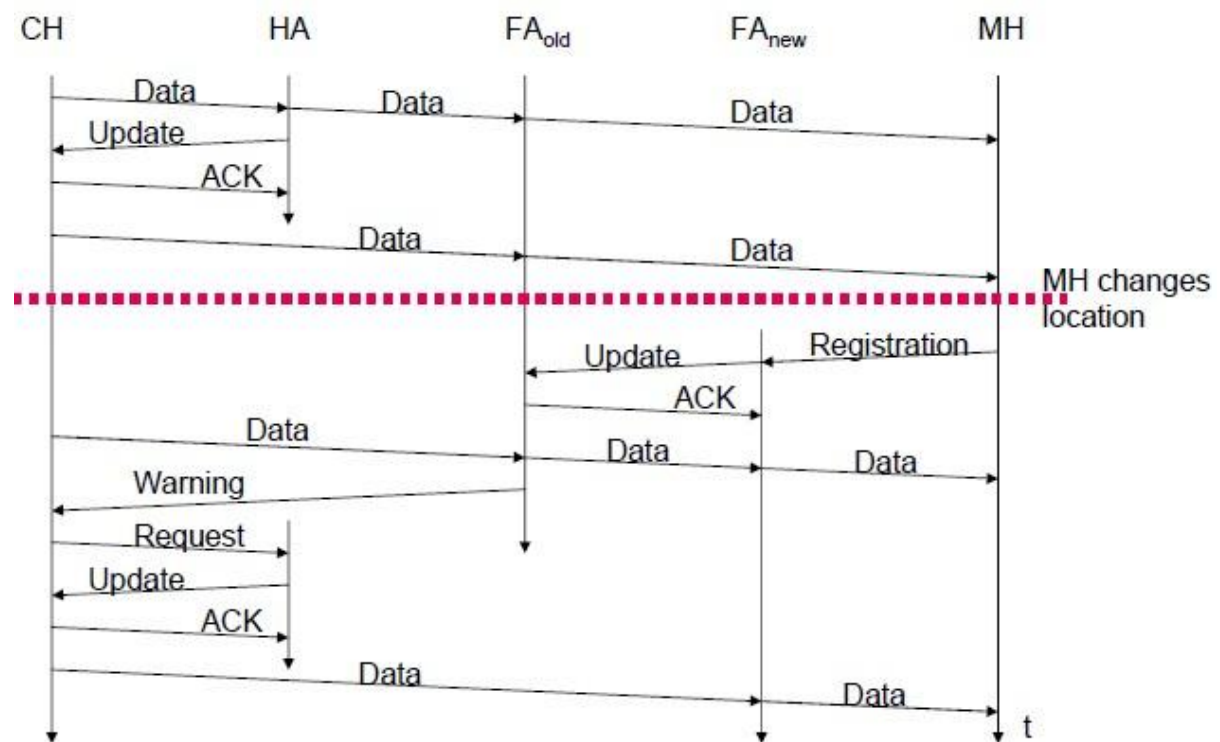 CH HA FAold FAnew MH
Data Data Data
Update
ACK
Data Data
MH changes
location
Registration
Update
ACK
Data Data Data
Warning
Request
Update
ACK
Data Data
t